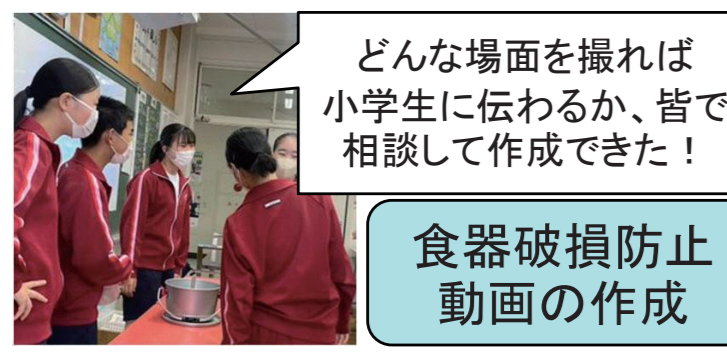 どんな場面を撮れば
小学生に伝わるか、皆で
相談して作成できた！
食器破損防止
動画の作成